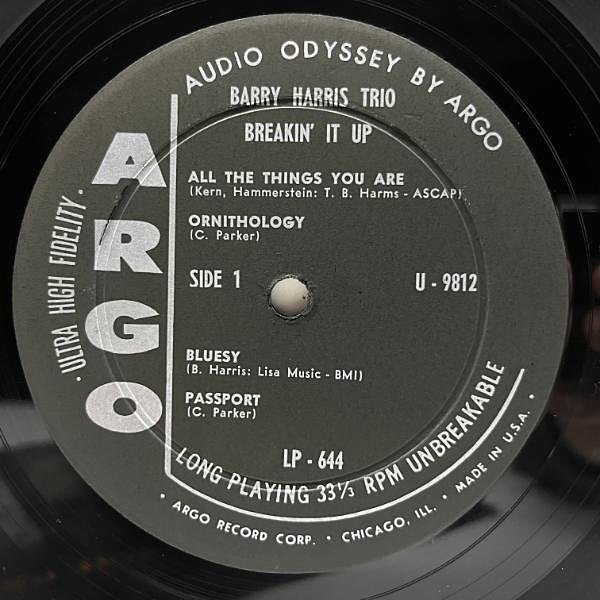 AUDIO ODYSSEY BY ARGO
BARRY HARRIS TRIO
BREAKIN' IT UP
ARGO
· ULTRA HIGH FIDELITY ·
ALL THE THINGS YOU ARE
(Kern, Hammerstein: T. B. Harms - ASCAP)
ORNITHOLOGY
(C. Parker)
SIDE 1
U - 9812
BLUESY
(B. Harris: Lisa Music - BMI)
PASSPORT
(C. Parker)
LP - 644
LONG PLAYING 33⅓ RPM UNBREAKABLE
• ARGO RECORD CORP. • CHICAGO, ILL. • MADE IN U.S.A. •